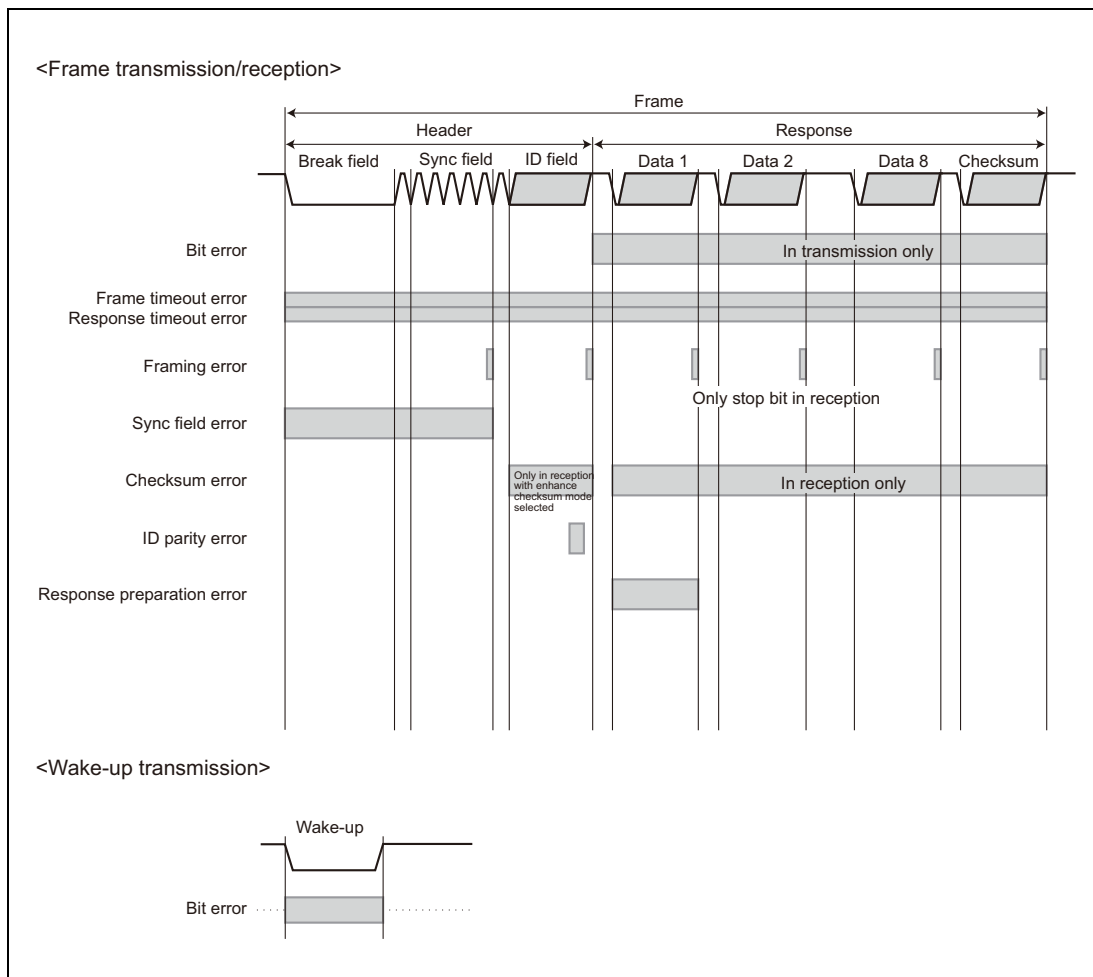 <Frame transmission/reception>
Frame
Header
Response
Break field
Sync field
ID field
Data 1
Data 2
Data 8
Checksum
Bit error
In transmission only
Frame timeout error
Response timeout error
Framing error
Only stop bit in reception
Sync field error
Checksum error
Only in reception
with enhance
checksum mode
selected
In reception only
ID parity error
Response preparation error
<Wake-up transmission>
Wake-up
Bit error